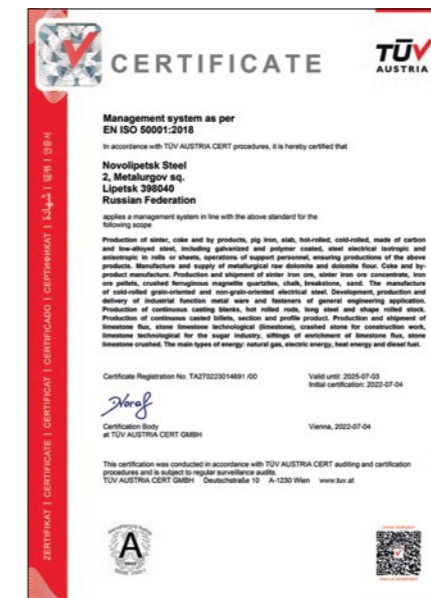 CERTIFICATE
TÜV
AUSTRIA
Management system as per
EN ISO 50001:2018
In accordance with TÜV AUSTRIA CERT procedures, it is hereby certified that
Novolipetsk Steel
2, Metalurgov sq.
Lipetsk 398040
Russian Federation
applies a management system in line with the above standard for the
following scope
Production of sinter, coke and by products, pig iron, slab, hot-rolled, cold-rolled, made of carbon
and low-alloyed steel, including galvanized and polymer coated, steel electrical isotropic and
anisotropic in rolls or sheets, operations of support personnel, ensuring productions of the above
products. Manufacture and supply of metallurgical raw dolomite and dolomite flour. Coke and by-
product manufacture. Production and shipment of sinter iron ore, sinter iron ore concentrate, iron
ore pellets, crushed ferruginous magnetite quartzites, chalk, breakstone, sand. The manufacture
of cold-rolled grain-oriented and non-grain-oriented electrical steel. Development, production and
delivery of industrial function metal ware and fasteners of general engineering application.
Production of continuous casting blanks, hot rolled rods, long steel and shape rolled stock.
Production of continuous casted billets, section and profile product. Production and shipment of
limestone flux, stone limestone technological (limestone), crashed stone for construction work,
limestone technological for the sugar industry, siftings of enrichment of limestone flux, stone
limestone crushed. The main types of energy: natural gas, electric energy, heat energy and diesel fuel.
Certificate Registration No. TA270223014691 /00
Valid until: 2025-07-03
Initial certification: 2022-07-04
Certification Body
at TÜV AUSTRIA CERT GMBH
Vienna, 2022-07-04
This certification was conducted in accordance with TÜV AUSTRIA CERT auditing and certification
procedures and is subject to regular surveillance audits.
TÜV AUSTRIA CERT GMBH Deutschstraße 10 A-1230 Wien www.tuv.at
ZERTIFIKAT | CERTIFICATE | CERTIFICAT | CERTIFICADO | СЕРТИФИКАТ | شهادة | 证书 | 인증서
A